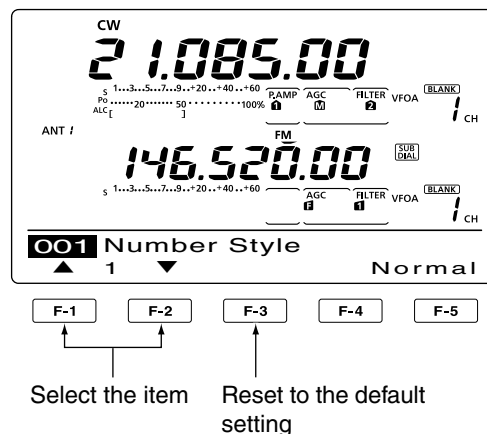 CW
21.085.00
S 1...3...5...7...9..+20..+40..+60
Po ......20....... 50 ..........100%
ALC [ ]
P.AMP 1 AGC M FILTER 2 VFOA BLANK 1 CH
ANT 1
FM
146.520.00
SUB DIAL
S 1...3...5...7...9..+20..+40..+60
AGC F FILTER 1 VFOA BLANK 1 CH
001 Number Style
▲ 1 ▼ Normal
F-1 F-2 F-3 F-4 F-5
Select the item
Reset to the default
setting